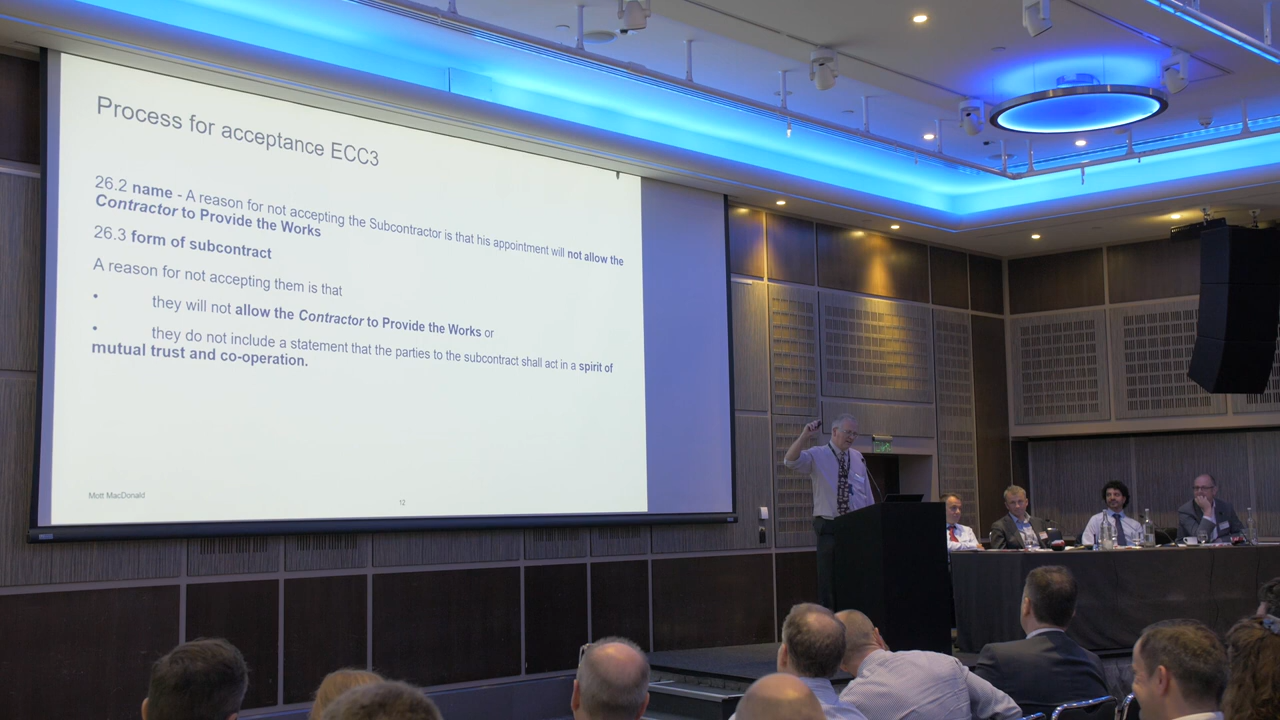 Process for acceptance ECC3
26.2 name - A reason for not accepting the Subcontractor is that his appointment will not allow the
Contractor to Provide the Works
26.3 form of subcontract
A reason for not accepting them is that
• they will not allow the Contractor to Provide the Works or
• they do not include a statement that the parties to the subcontract shall act in a spirit of
mutual trust and co-operation.
Mott MacDonald
12